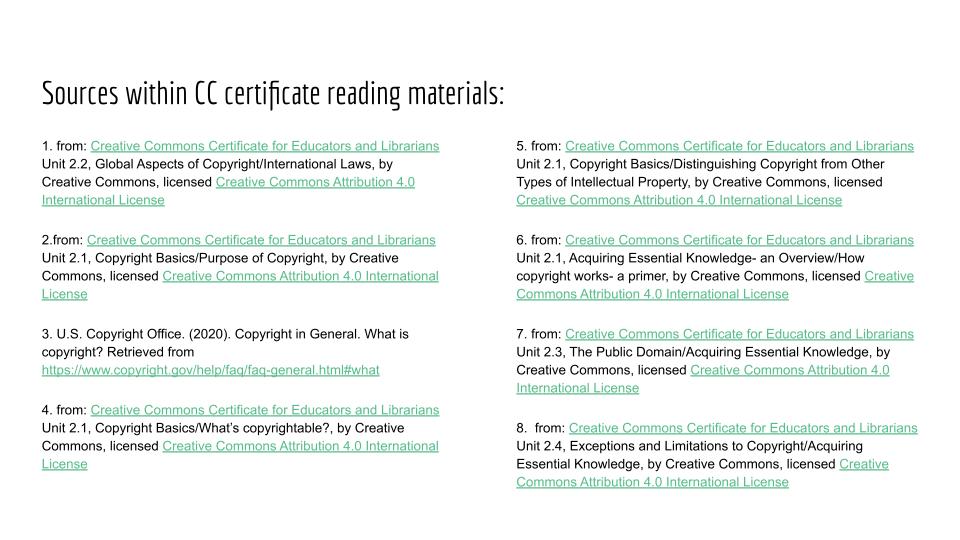 Sources within CC certificate reading materials:
1. from: Creative Commons Certificate for Educators and Librarians
Unit 2.2, Global Aspects of Copyright/International Laws, by
Creative Commons, licensed Creative Commons Attribution 4.0
International License
2.from: Creative Commons Certificate for Educators and Librarians
Unit 2.1, Copyright Basics/Purpose of Copyright, by Creative
Commons, licensed Creative Commons Attribution 4.0 International
License
3. U.S. Copyright Office. (2020). Copyright in General. What is
copyright? Retrieved from
https://www.copyright.gov/help/faq/faq-general.html#what
4. from: Creative Commons Certificate for Educators and Librarians
Unit 2.1, Copyright Basics/What’s copyrightable?, by Creative
Commons, licensed Creative Commons Attribution 4.0 International
License
5. from: Creative Commons Certificate for Educators and Librarians
Unit 2.1, Copyright Basics/Distinguishing Copyright from Other
Types of Intellectual Property, by Creative Commons, licensed
Creative Commons Attribution 4.0 International License
6. from: Creative Commons Certificate for Educators and Librarians
Unit 2.1, Acquiring Essential Knowledge- an Overview/How
copyright works- a primer, by Creative Commons, licensed Creative
Commons Attribution 4.0 International License
7. from: Creative Commons Certificate for Educators and Librarians
Unit 2.3, The Public Domain/Acquiring Essential Knowledge, by
Creative Commons, licensed Creative Commons Attribution 4.0
International License
8.  from: Creative Commons Certificate for Educators and Librarians
Unit 2.4, Exceptions and Limitations to Copyright/Acquiring
Essential Knowledge, by Creative Commons, licensed Creative
Commons Attribution 4.0 International License